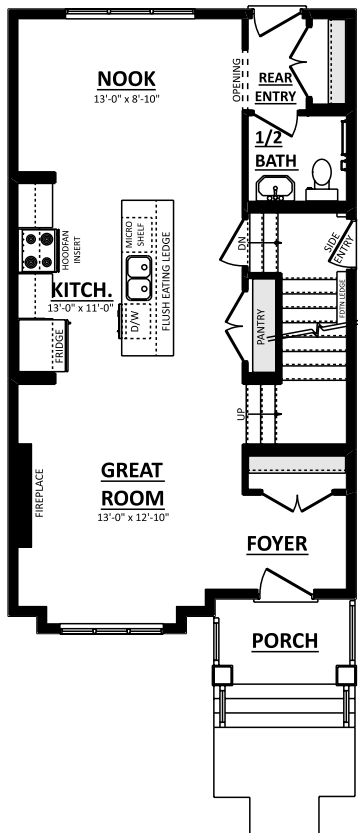 NOOK
13'-0" x 8'-10"
OPENING
REAR
ENTRY
1/2
BATH
MICRO
SHELF
HOODFAN
INSERT
DN
SIDE
ENTRY
KITCH.
13'-0" x 11'-0"
D/W
FLUSH EATING LEDGE
FRIDGE
PANTRY
FDTN LEDGE
UP
GREAT
ROOM
13'-0" x 12'-10"
FIREPLACE
FOYER
PORCH